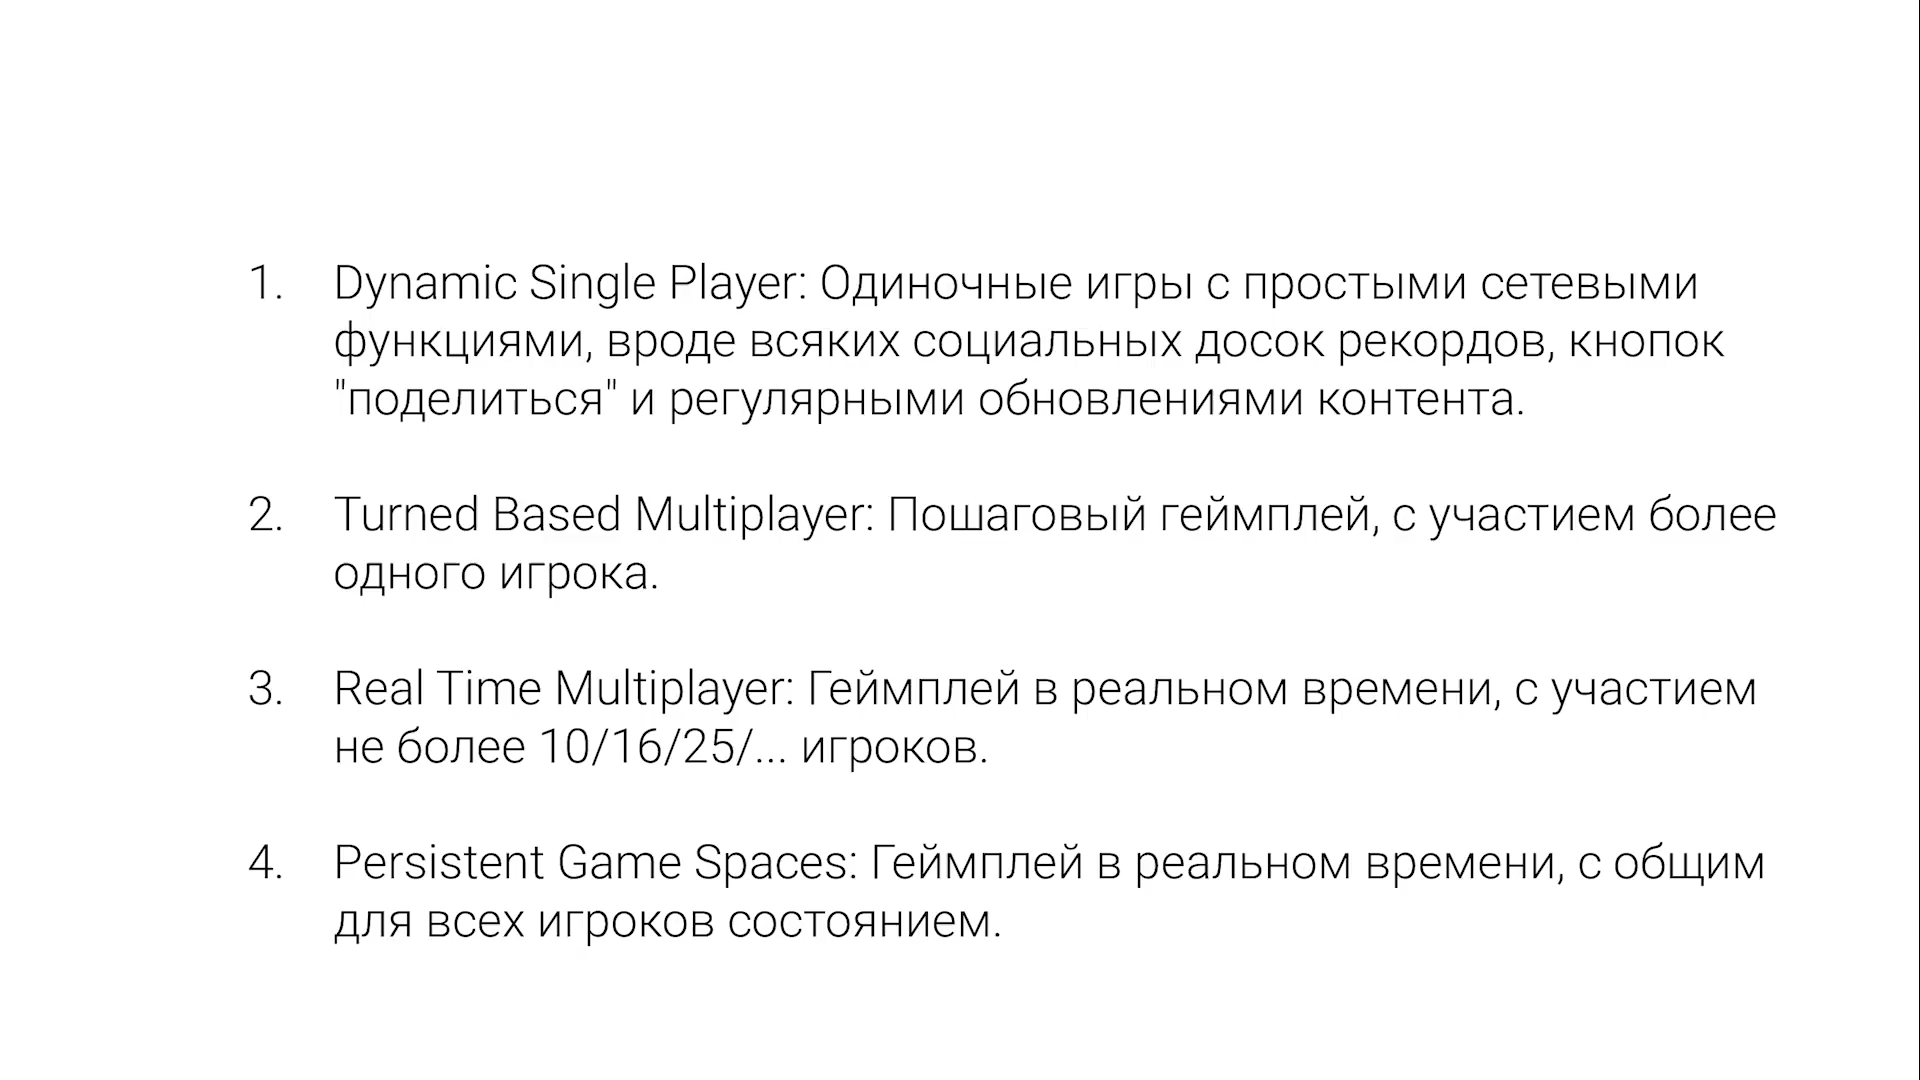 1. Dynamic Single Player: Одиночные игры с простыми сетевыми
функциями, вроде всяких социальных досок рекордов, кнопок
"поделиться" и регулярными обновлениями контента.
2. Turned Based Multiplayer: Пошаговый геймплей, с участием более
одного игрока.
3. Real Time Multiplayer: Геймплей в реальном времени, с участием
не более 10/16/25/... игроков.
4. Persistent Game Spaces: Геймплей в реальном времени, с общим
для всех игроков состоянием.